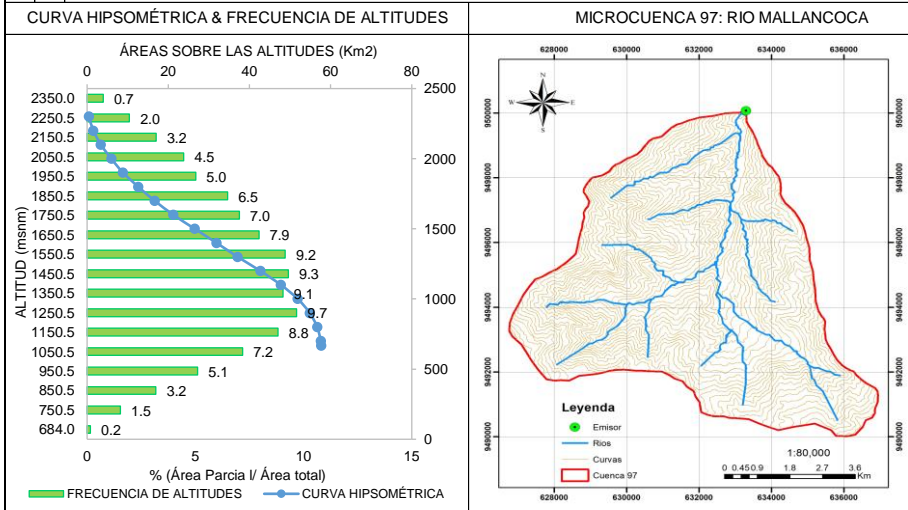 CURVA HIPSOMÉTRICA & FRECUENCIA DE ALTITUDES
ÁREAS SOBRE LAS ALTITUDES (Km2)
0 20 40 60 80
2500
2350.0 0.7
2250.5 2.0
2150.5 3.2
2050.5 4.5
2000
1950.5 5.0
1850.5 6.5
1750.5 7.0
1650.5 7.9
1500
1550.5 9.2
1450.5 9.3
1350.5 9.1
1000
1250.5 9.7
1150.5 8.8
1050.5 7.2
950.5 5.1
500
850.5 3.2
750.5 1.5
684.0 0.2
0
ALTITUD (msnm)
0 5 10 15
% (Área Parcia l/ Área total)
FRECUENCIA DE ALTITUDES CURVA HIPSOMÉTRICA
MICROCUENCA 97: RIO MALLANCOCA
628000 630000 632000 634000 636000
N
W E
S
9500000 9500000
9498000 9498000
9496000 9496000
9494000 9494000
9492000 9492000
9490000 9490000
Leyenda
Emisor
Rios
Curvas
Cuenca 97
1:80,000
0 0.45 0.9 1.8 2.7 3.6
Km
628000 630000 632000 634000 636000